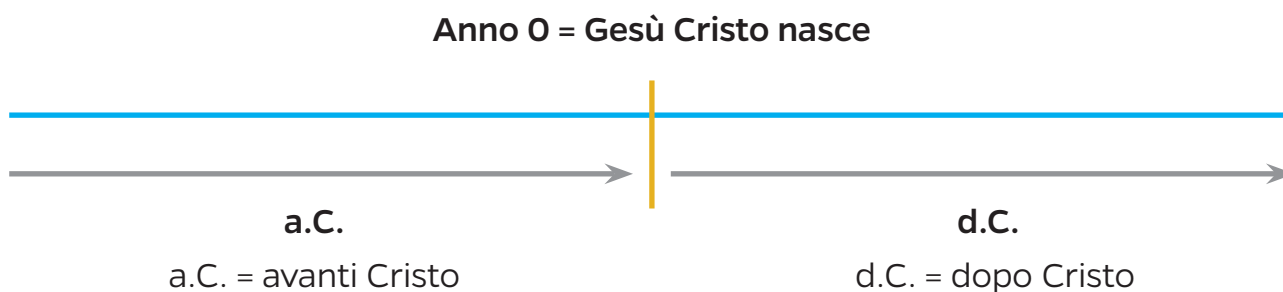 Anno 0 = Gesù Cristo nasce
a.C.
d.C.
a.C. = avanti Cristo
d.C. = dopo Cristo